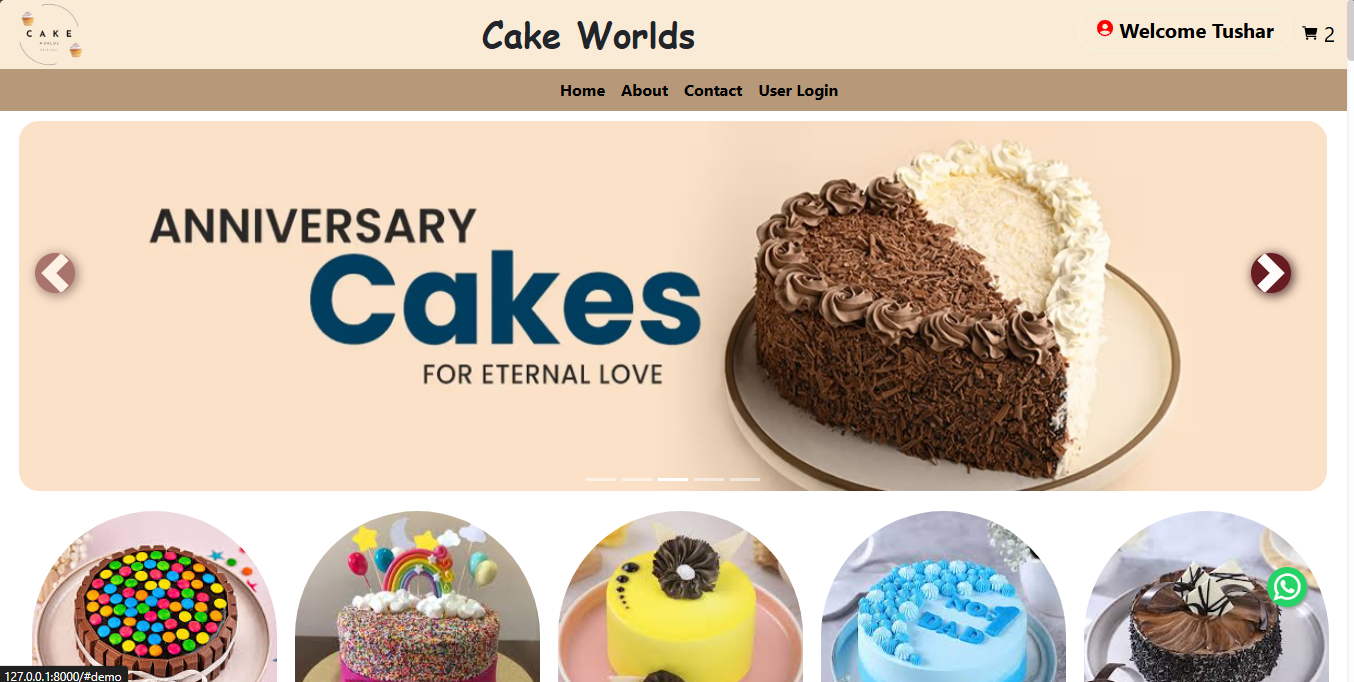 CAKE
WORLDS
Cake Worlds
Welcome Tushar
2
Home About Contact User Login
ANNIVERSARY
Cakes
FOR ETERNAL LOVE
127.0.0.1:8000/#demo